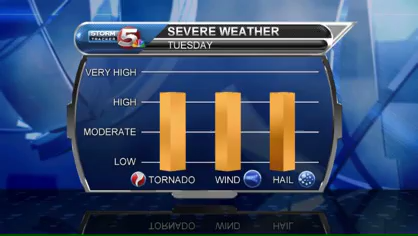 STORM
TRACKER
5
SEVERE WEATHER
TUESDAY
VERY HIGH
HIGH
MODERATE
LOW
TORNADO WIND HAIL